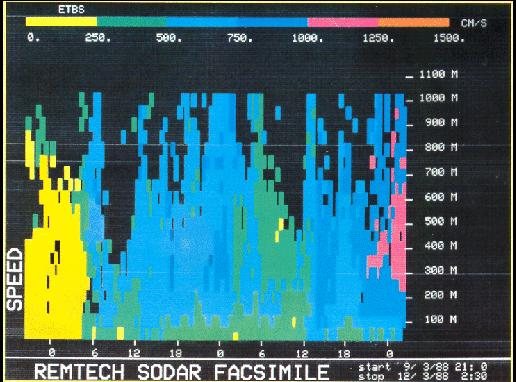 ETBS
CM/S
0. 250. 500. 750. 1000. 1250. 1500.
1100 M
1000 M
900 M
800 M
700 M
600 M
500 M
400 M
300 M
200 M
100 M
SPEED
0 6 12 18 0 6 12 18 0
REMTECH SODAR FACSIMILE
start 9/ 3/88 21: 0
stop 12/ 3/88 2:30